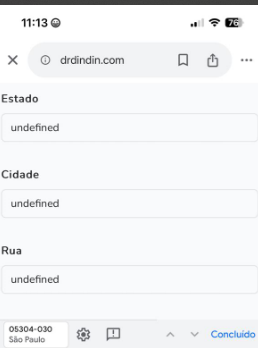 11:13
76
drdindin.com
Estado
undefined
Cidade
undefined
Rua
undefined
05304-030
São Paulo
Concluído